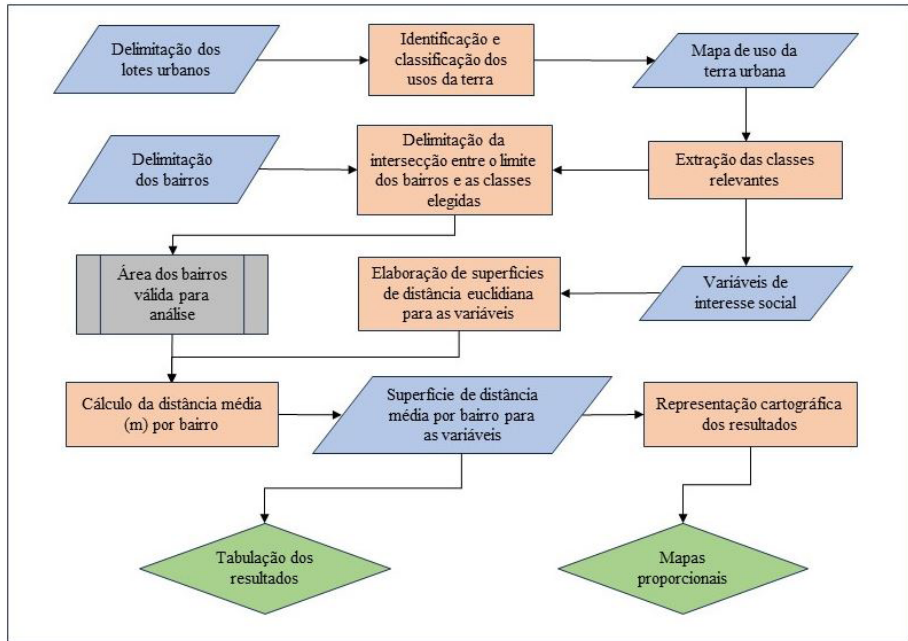 Delimitação dos
lotes urbanos
Identificação e
classificação dos
usos da terra
Mapa de uso da
terra urbana
Delimitação
dos bairros
Delimitação da
intersecção entre o limite
dos bairros e as classes
elegidas
Extração das classes
relevantes
Área dos bairros
válida para
análise
Elaboração de superfícies
de distância euclidiana
para as variáveis
Variáveis de
interesse social
Cálculo da distância média
(m) por bairro
Superfície de distância
média por bairro para
as variáveis
Representação cartográfica
dos resultados
Tabulação dos
resultados
Mapas
proporcionais